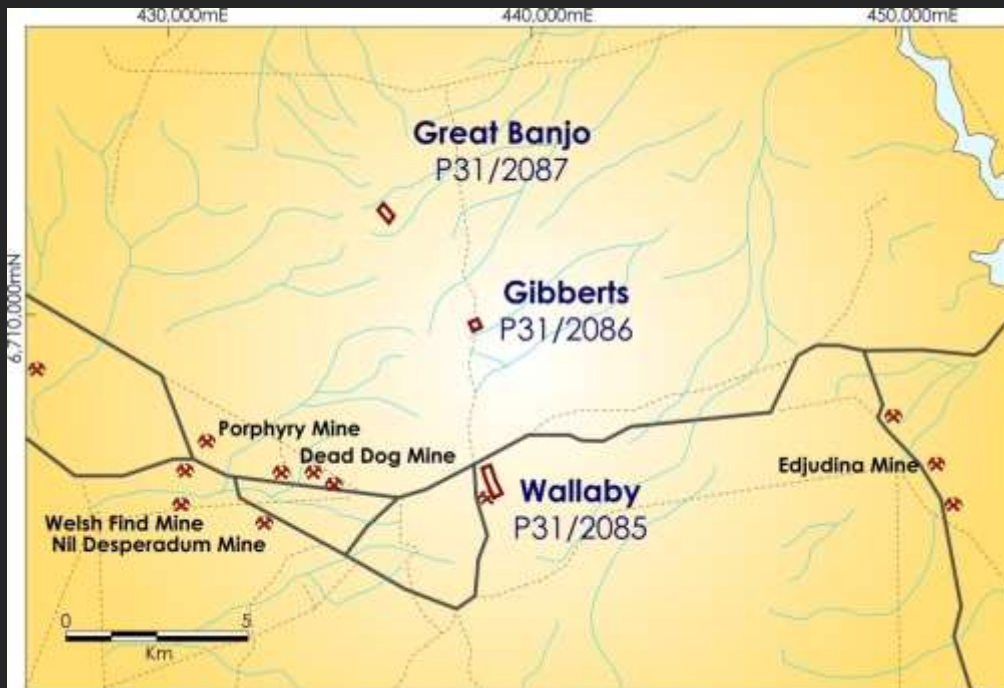 430,000mE
440,000mE
450,000mE
Great Banjo
P31/2087
6,710,000mN
Gibberts
P31/2086
Porphyry Mine
Dead Dog Mine
Edjudina Mine
Wallaby
P31/2085
Welsh Find Mine
Nil Desperadum Mine
0
5
Km